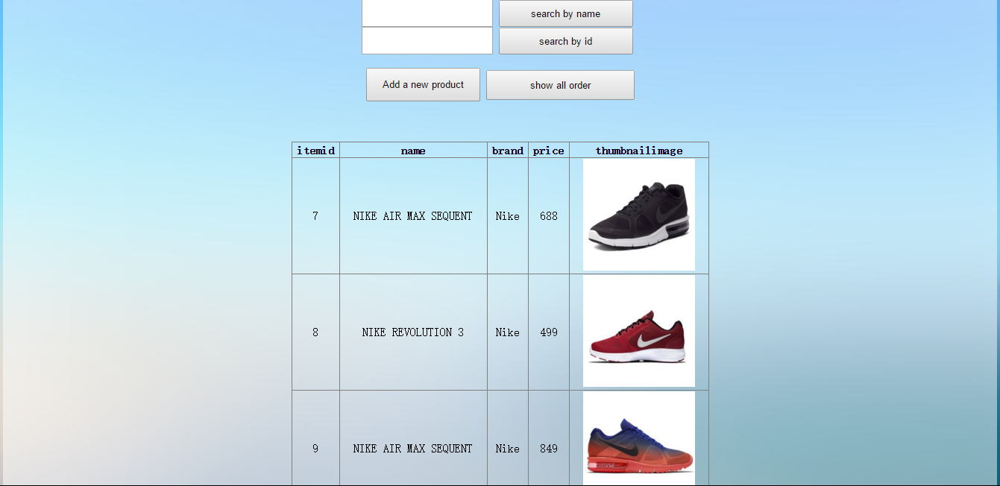 search by name
search by id
Add a new product show all order
itemid name brand price thumbnailimage
7 NIKE AIR MAX SEQUENT Nike 688
8 NIKE REVOLUTION 3 Nike 499
9 NIKE AIR MAX SEQUENT Nike 849